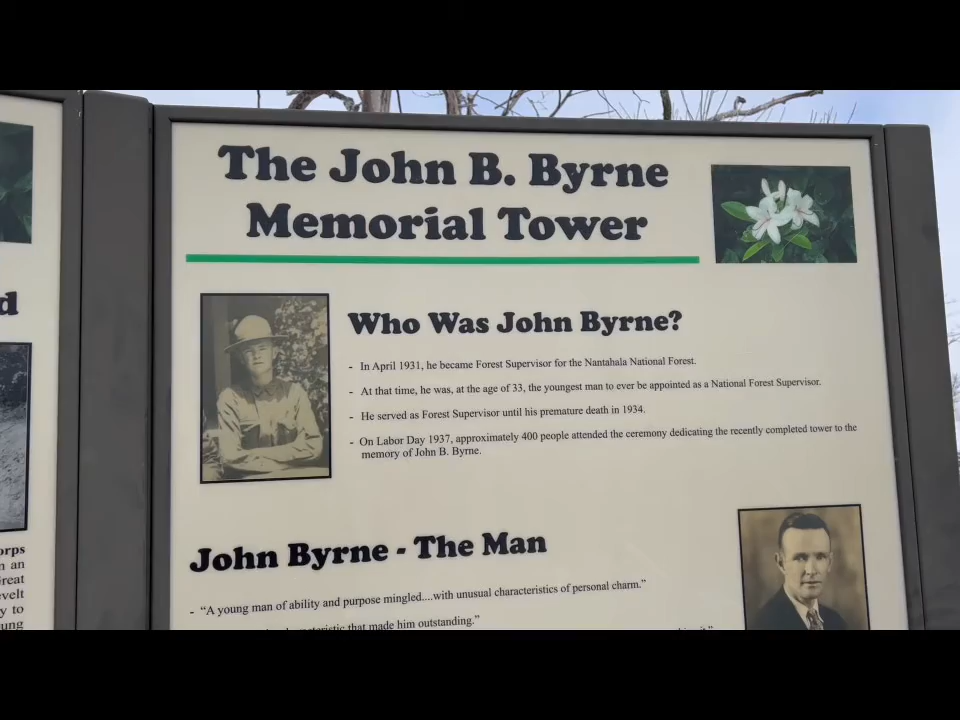 The John B. Byrne
Memorial Tower
Who Was John Byrne?
- In April 1931, he became Forest Supervisor for the Nantahala National Forest.
- At that time, he was, at the age of 33, the youngest man to ever be appointed as a National Forest Supervisor.
- He served as Forest Supervisor until his premature death in 1934.
- On Labor Day 1937, approximately 400 people attended the ceremony dedicating the recently completed tower to the
memory of John B. Byrne.
John Byrne - The Man
- “A young man of ability and purpose mingled....with unusual characteristics of personal charm.”
that made him outstanding.”
d
orps
n an
reat
velt
y to
ung